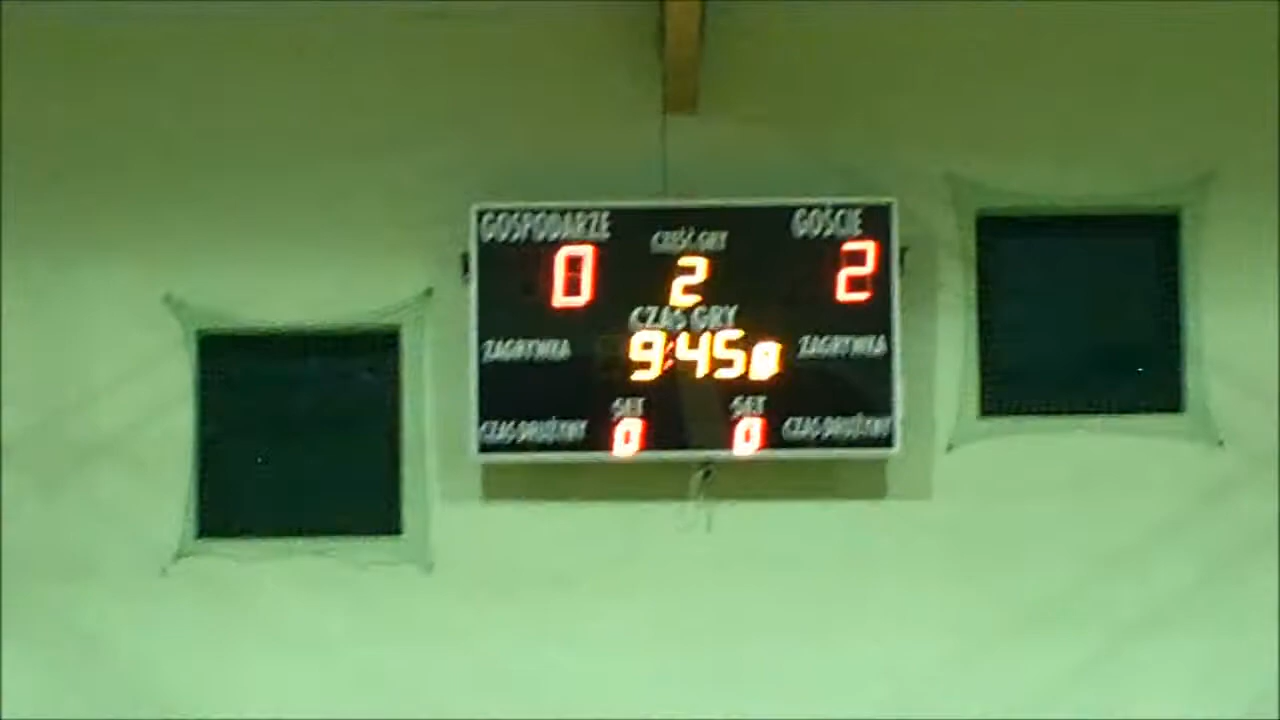 GOSPODARZE GOŚCIE
CZĘŚĆ GRY
0 2 2
CZAS GRY
ZAGRYWKA 9:45 ZAGRYWKA
SET SET
CZAS DRUŻYNY 0 0 CZAS DRUŻYNY